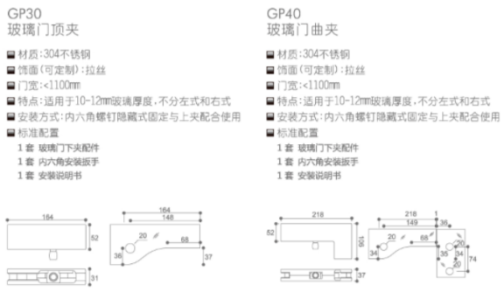 GP30
玻璃门顶夹
材质:304不锈钢
饰面(可定制):拉丝
门宽:<1100mm
特点:适用于10-12mm玻璃厚度,不分左式和右式
安装方式:内六角螺钉隐藏式固定与上夹配合使用
标准配置
1套 玻璃门下夹配件
1套 内六角安装扳手
1套 安装说明书
164
52
31
164
148
20
68
36
37
GP40
玻璃门曲夹
材质:304不锈钢
饰面(可定制):拉丝
门宽:<1100mm
特点:适用于10-12mm玻璃厚度,不分左式和右式
安装方式:内六角螺钉隐藏式固定与上夹配合使用
标准配置
1套 玻璃门下夹配件
1套 内六角安装扳手
1套 安装说明书
218
52
37
218
1
149
36
20
68
34
35
34
74
20